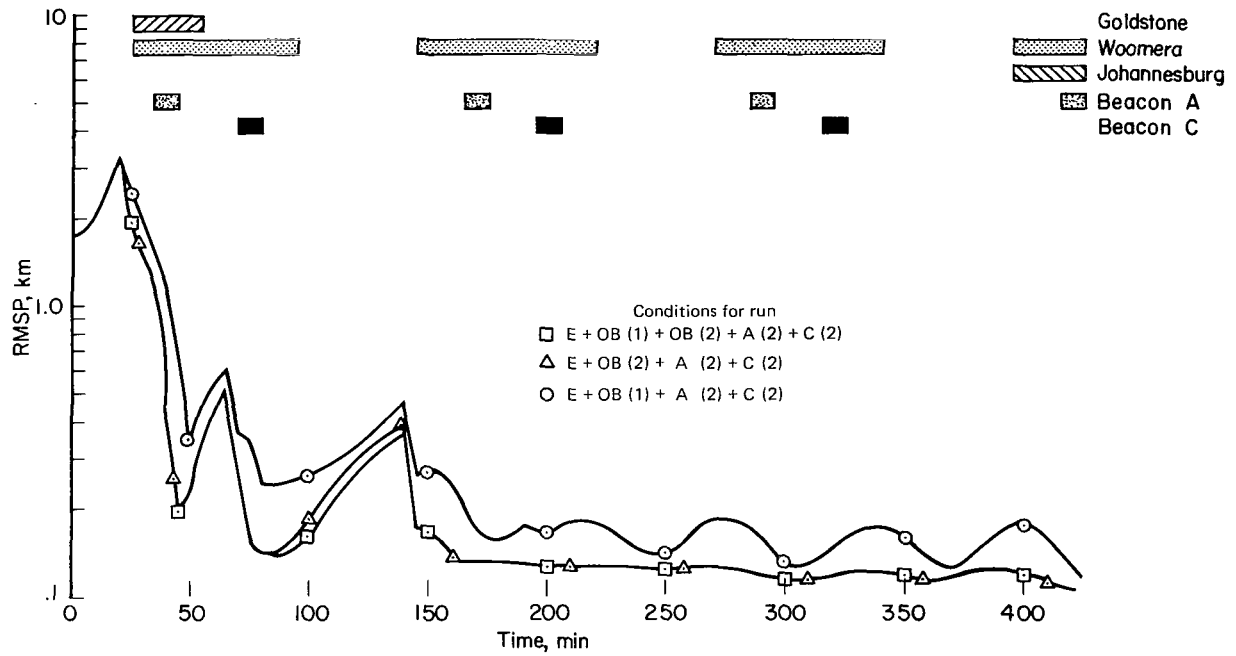 10
Goldstone
Woomera
Johannesburg
Beacon A
Beacon C
RMSP, km
1.0
Conditions for run
E + OB (1) + OB (2) + A (2) + C (2)
E + OB (2) + A (2) + C (2)
E + OB (1) + A (2) + C (2)
.1
0 50 100 150 200 250 300 350 400
Time, min